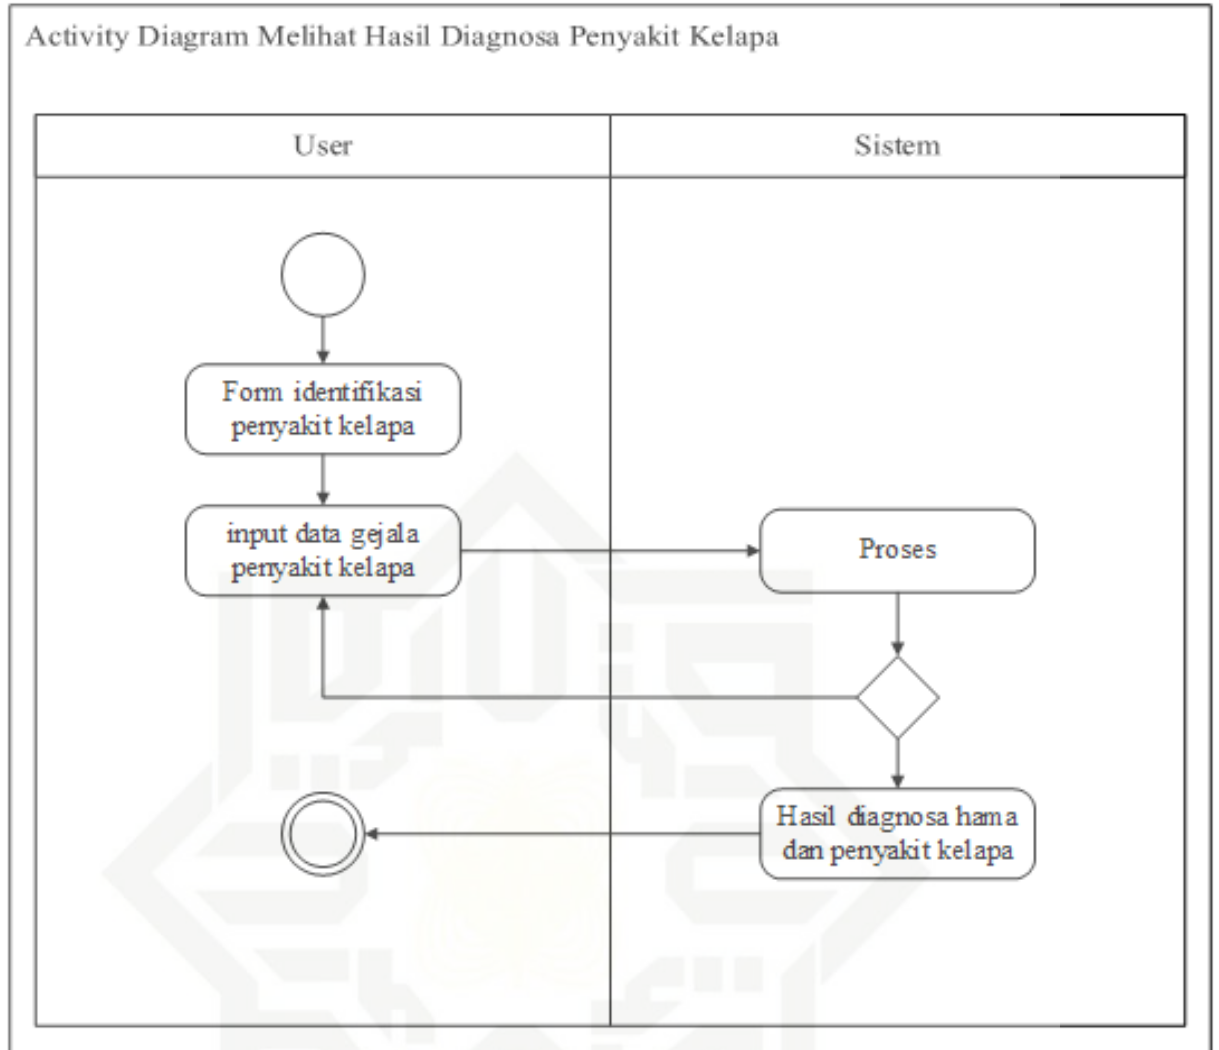 Activity Diagram Melihat Hasil Diagnosa Penyakit Kelapa
User
Sistem
Form identifikasi
penyakit kelapa
input data gejala
penyakit kelapa
Proses
Hasil diagnosa hama
dan penyakit kelapa